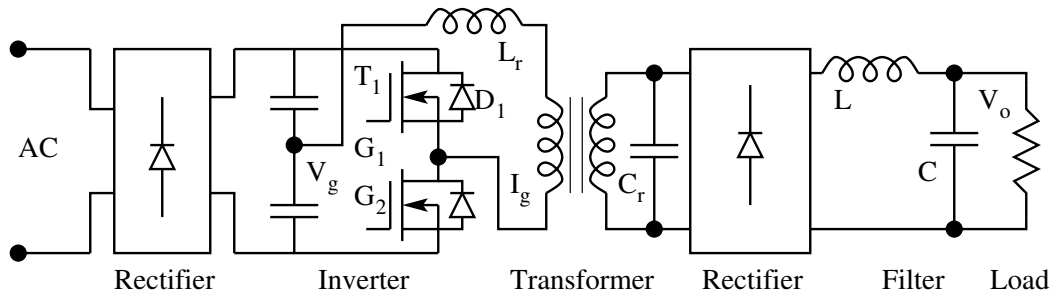 AC
T1
D1
G1
G2
Vg
Lr
Ig
Cr
L
C
Vo
Rectifier
Inverter
Transformer
Rectifier
Filter
Load